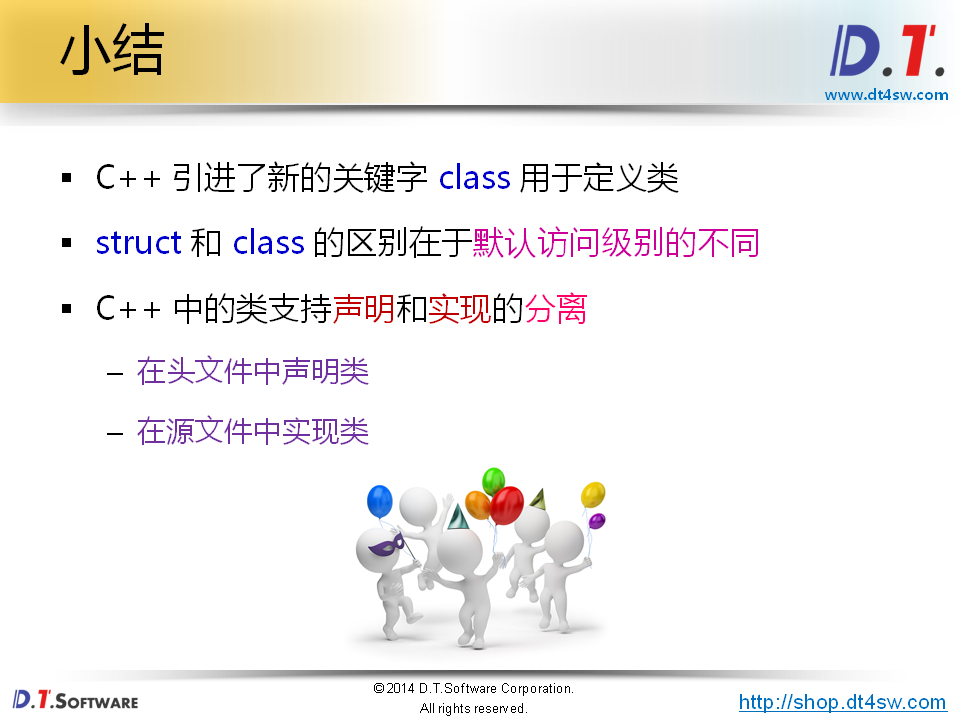 小结
D.T.
www.dt4sw.com
▪ C++ 引进了新的关键字 class 用于定义类
▪ struct 和 class 的区别在于默认访问级别的不同
▪ C++ 中的类支持声明和实现的分离
– 在头文件中声明类
– 在源文件中实现类
D.T.SOFTWARE
©2014 D.T.Software Corporation.
All rights reserved.
http://shop.dt4sw.com